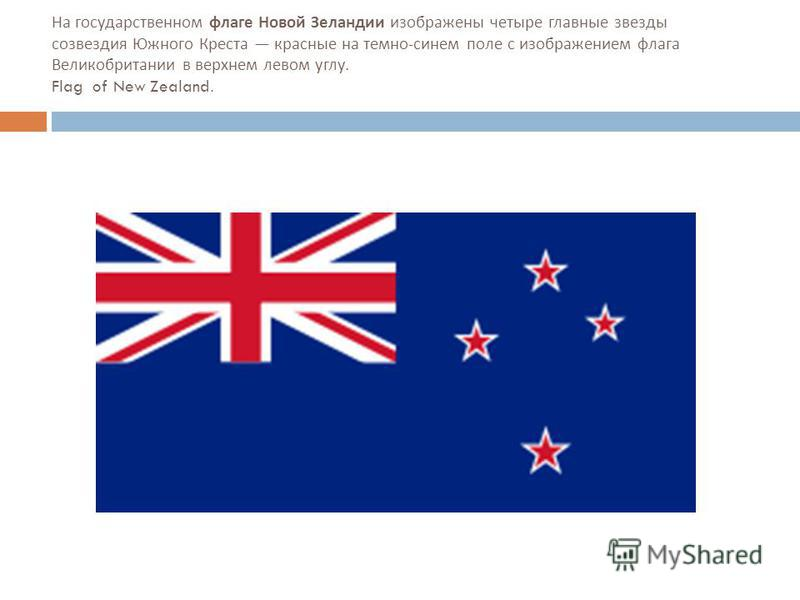 На государственном флаге Новой Зеландии изображены четыре главные звезды
созвездия Южного Креста — красные на темно-синем поле с изображением флага
Великобритании в верхнем левом углу.
Flag of New Zealand.
MyShared